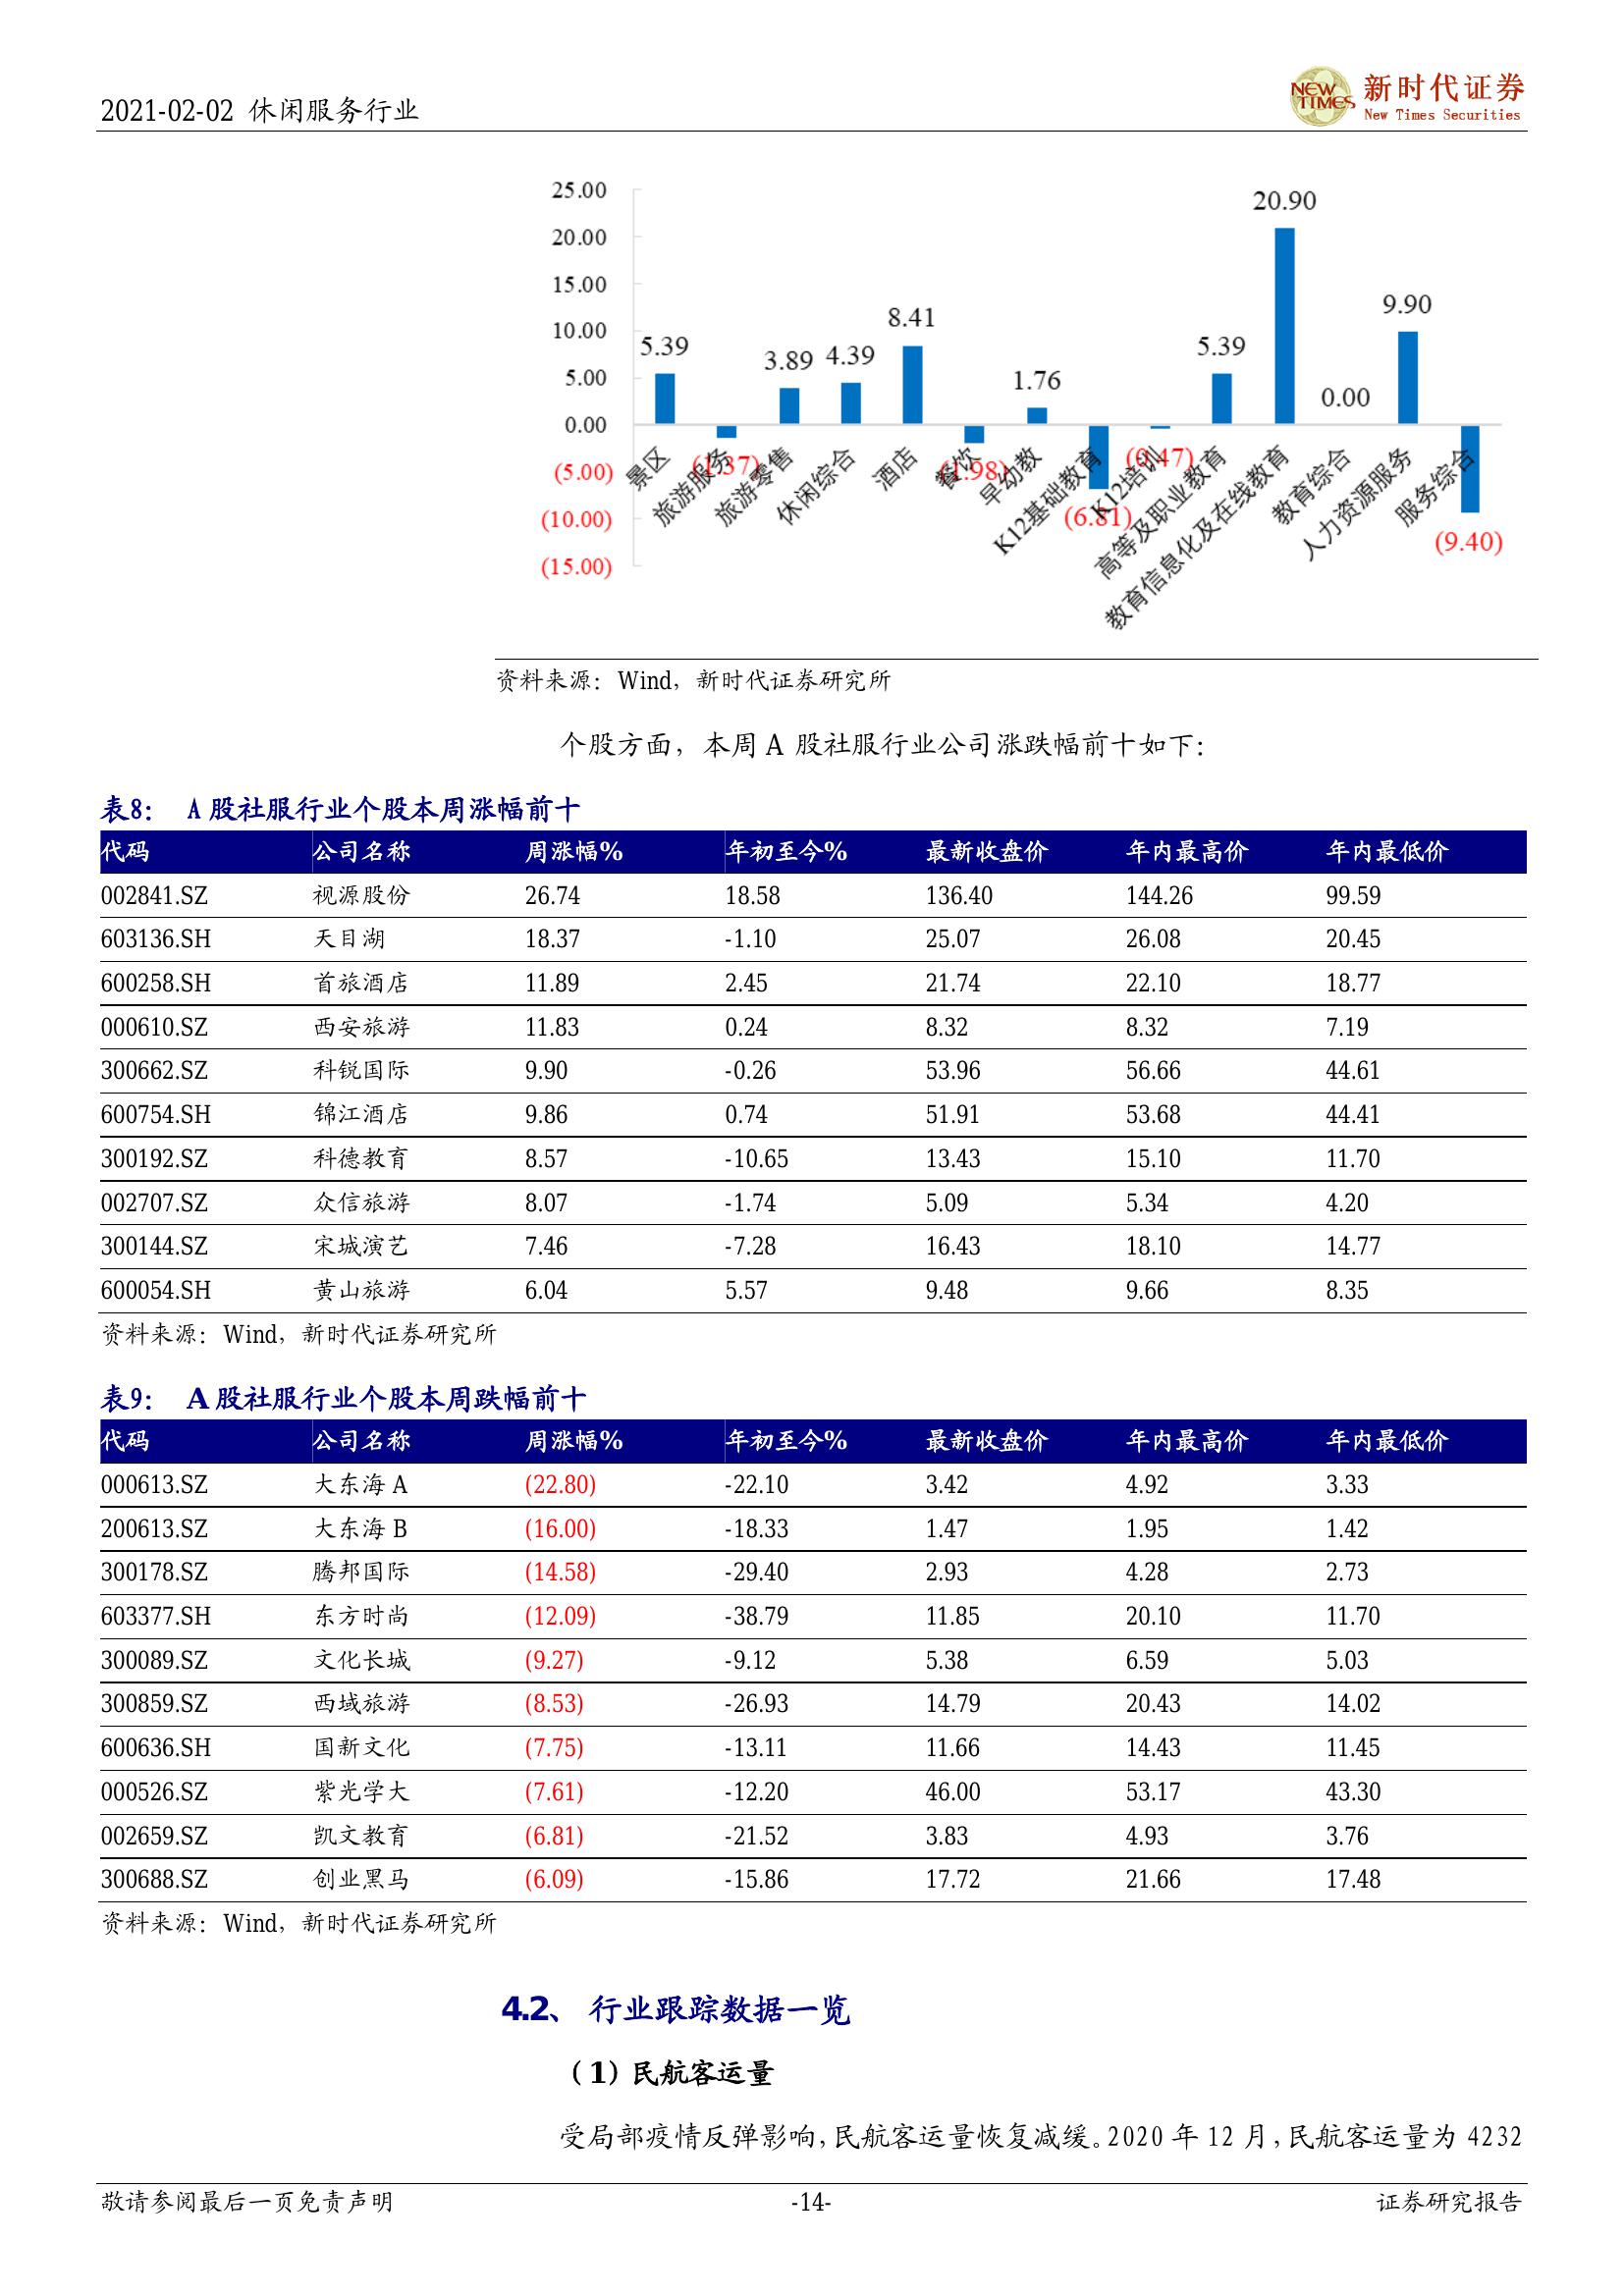 2021-02-02 休闲服务行业
NEW TIMES
新时代证券
New Times Securities
25.00
20.00
15.00
10.00
5.00
0.00
(5.00)
(10.00)
(15.00)
5.39
(1.37)
3.89
4.39
8.41
(1.98)
1.76
(6.81)
(0.47)
5.39
20.90
0.00
9.90
(9.40)
景区
旅游服务
旅游零售
休闲综合
酒店
餐饮
早幼教
K12基础教育
K12培训
高等及职业教育
教育信息化及在线教育
教育综合
人力资源服务
服务综合
资料来源：Wind，新时代证券研究所
个股方面，本周 A 股社服行业公司涨跌幅前十如下：
表8： A 股社服行业个股本周涨幅前十
代码 公司名称 周涨幅% 年初至今% 最新收盘价 年内最高价 年内最低价
002841.SZ 视源股份 26.74 18.58 136.40 144.26 99.59
603136.SH 天目湖 18.37 -1.10 25.07 26.08 20.45
600258.SH 首旅酒店 11.89 2.45 21.74 22.10 18.77
000610.SZ 西安旅游 11.83 0.24 8.32 8.32 7.19
300662.SZ 科锐国际 9.90 -0.26 53.96 56.66 44.61
600754.SH 锦江酒店 9.86 0.74 51.91 53.68 44.41
300192.SZ 科德教育 8.57 -10.65 13.43 15.10 11.70
002707.SZ 众信旅游 8.07 -1.74 5.09 5.34 4.20
300144.SZ 宋城演艺 7.46 -7.28 16.43 18.10 14.77
600054.SH 黄山旅游 6.04 5.57 9.48 9.66 8.35
资料来源：Wind，新时代证券研究所
表9： A 股社服行业个股本周跌幅前十
代码 公司名称 周涨幅% 年初至今% 最新收盘价 年内最高价 年内最低价
000613.SZ 大东海 A (22.80) -22.10 3.42 4.92 3.33
200613.SZ 大东海 B (16.00) -18.33 1.47 1.95 1.42
300178.SZ 腾邦国际 (14.58) -29.40 2.93 4.28 2.73
603377.SH 东方时尚 (12.09) -38.79 11.85 20.10 11.70
300089.SZ 文化长城 (9.27) -9.12 5.38 6.59 5.03
300859.SZ 西域旅游 (8.53) -26.93 14.79 20.43 14.02
600636.SH 国新文化 (7.75) -13.11 11.66 14.43 11.45
000526.SZ 紫光学大 (7.61) -12.20 46.00 53.17 43.30
002659.SZ 凯文教育 (6.81) -21.52 3.83 4.93 3.76
300688.SZ 创业黑马 (6.09) -15.86 17.72 21.66 17.48
资料来源：Wind，新时代证券研究所
4.2、 行业跟踪数据一览
（1）民航客运量
受局部疫情反弹影响，民航客运量恢复减缓。2020 年 12 月，民航客运量为 4232
敬请参阅最后一页免责声明 -14- 证券研究报告